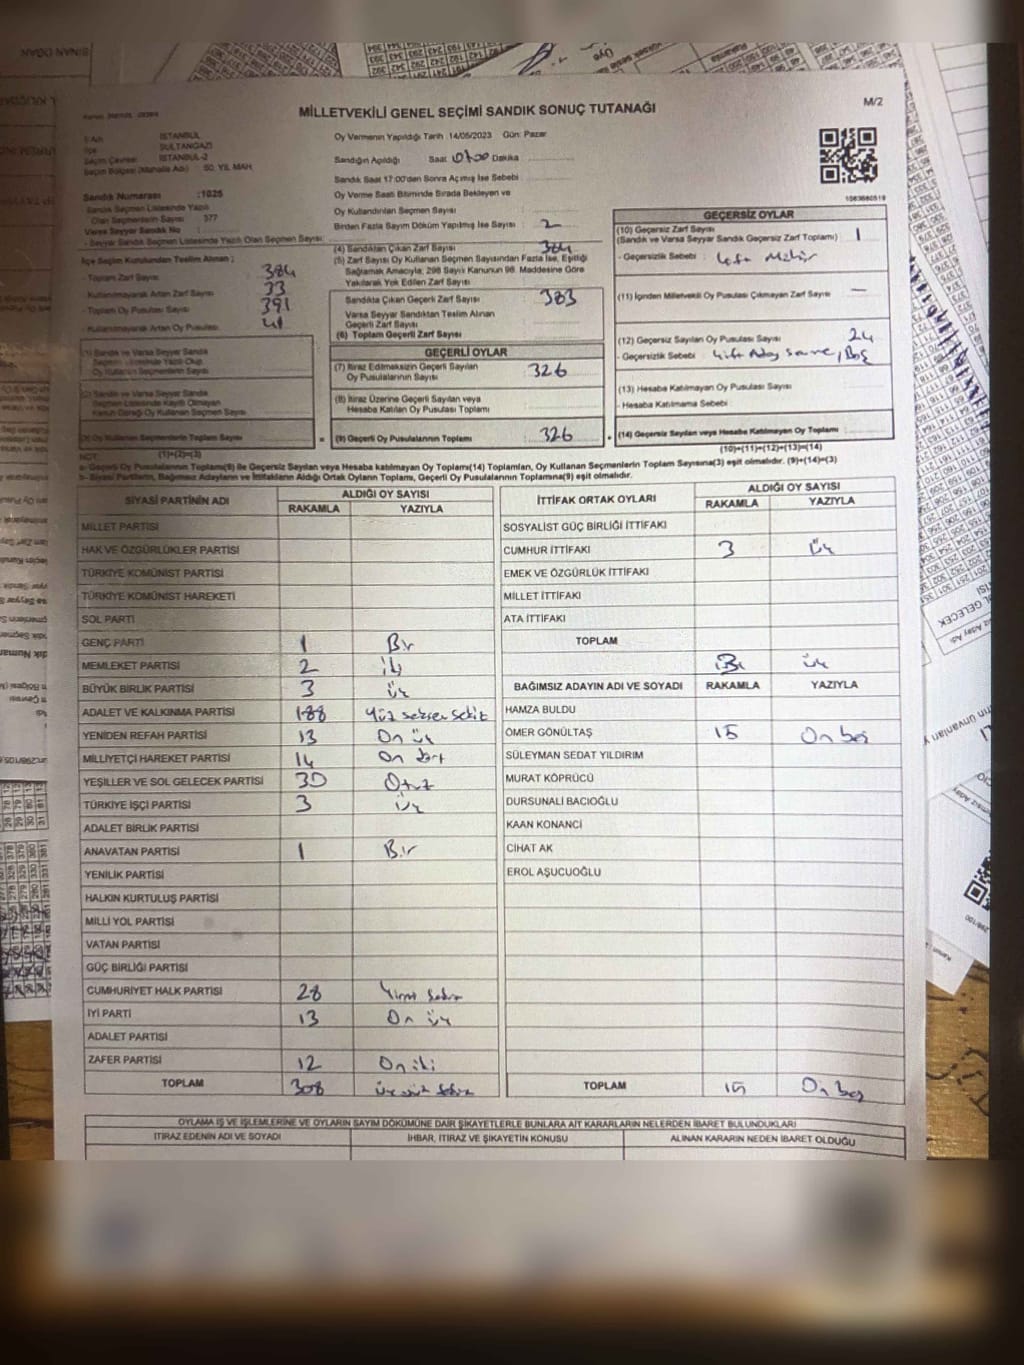 SİNAN OĞAN
MİLLETVEKİLİ GENEL SEÇİMİ SANDIK SONUÇ TUTANAĞI
M/2
İSTANBUL
SULTANGAZİ
İSTANBUL-2
Seçim Bölgesi (Mahalle Adı) 50. YIL MAH.
Sandık Numarası :1025
Sandık Seçmen Listesinde Yazılı
Olan Seçmenlerin Sayısı 377
Varsa Seyyar Sandık No
- Seyyar Sandık Seçmen Listesinde Yazılı Olan Seçmen Sayısı:
İlçe Seçim Kurulundan Teslim Alınan ;
- Toplam Zarf Sayısı 384
- Kullanılmayarak Artan Zarf Sayısı 33
- Toplam Oy Pusulası 391
- Kullanılmayarak Artan Oy Pusulası 41
(1) Sandık ve Varsa Seyyar Sandık
Seçmen Listesinde Yazılı Olup
Oy Kullanan Seçmen Sayısı
(2) Sandık ve Varsa Seyyar Sandık
Seçmen Listesinde Kayıtlı Olmayan
Kanun Gereği Oy Kullanan Seçmen Sayısı
(3) Oy Kullanan Seçmenlerin Toplam Sayısı
(1)+(2)=(3)
Oy Vermenin Yapıldığı Tarih :14/05/2023 Gün: Pazar
Sandığın Açıldığı Saat Dakika
Sandık Saat 17:00'den Sonra Açılmış İse Sebebi
Oy Verme Saati Bitiminde Sırada Bekleyen ve
Oy Kullandırılan Seçmen Sayısı
Birden Fazla Sayım Döküm Yapılmış İse Sayısı : 2
(4) Sandıktan Çıkan Zarf Sayısı 384
(5) Zarf Sayısı Oy Kullanan Seçmen Sayısından Fazla İse, Eşitliği
Sağlamak Amacıyla, 298 Sayılı Kanunun 98. Maddesine Göre
Yakılarak Yok Edilen Zarf Sayısı
Sandıkta Çıkan Geçerli Zarf Sayısı 383
Varsa Seyyar Sandıktan Teslim Alınan
Geçerli Zarf Sayısı
(6) Toplam Geçerli Zarf Sayısı
GEÇERLİ OYLAR
(7) İtiraz Edilmeksizin Geçerli Sayılan
Oy Pusulalarının Sayısı 326
(8) İtiraz Üzerine Geçerli Sayılan veya
Hesaba Katılan Oy Pusulası Toplamı
(9) Geçerli Oy Pusulalarının Toplamı 326
1083680519
GEÇERSİZ OYLAR
(10) Geçersiz Zarf Sayısı 1
(Sandık ve Varsa Seyyar Sandık Geçersiz Zarf Toplamı)
- Geçersizlik Sebebi : Mühür
(11) İçinden Milletvekili Oy Pusulası Çıkmayan Zarf Sayısı —
(12) Geçersiz Sayılan Oy Pusulası Sayısı 24
- Geçersizlik Sebebi Boş
(13) Hesaba Katılmayan Oy Pusulası Sayısı
- Hesaba Katılmama Sebebi
(14) Geçersiz Sayılan veya Hesaba Katılmayan Oy Toplamı
(10)+(11)+(12)+(13)=(14)
NOT:
a- Geçerli Oy Pusulalarının Toplamı(9) ile Geçersiz Sayılan veya Hesaba katılmayan Oy Toplamı(14) Toplamları, Oy Kullanan Seçmenlerin Toplam Sayısına(3) eşit olmalıdır. (9)+(14)=(3)
b- Siyasi Partilerin, Bağımsız Adayların ve İttifakların Aldığı Ortak Oyların Toplamı, Geçerli Oy Pusulalarının Toplamına(9) eşit olmalıdır.
SİYASİ PARTİNİN ADI ALDIĞI OY SAYISI
RAKAMLA YAZIYLA
MİLLET PARTİSİ
HAK VE ÖZGÜRLÜKLER PARTİSİ
TÜRKİYE KOMÜNİST PARTİSİ
TÜRKİYE KOMÜNİST HAREKETİ
SOL PARTİ
GENÇ PARTİ 1 Bir
MEMLEKET PARTİSİ 2 iki
BÜYÜK BİRLİK PARTİSİ 3 üç
ADALET VE KALKINMA PARTİSİ 188 Yüz seksen sekiz
YENİDEN REFAH PARTİSİ 13 On üç
MİLLİYETÇİ HAREKET PARTİSİ 14 On dört
YEŞİLLER VE SOL GELECEK PARTİSİ 30 Otuz
TÜRKİYE İŞÇİ PARTİSİ 3 Üç
ADALET BİRLİK PARTİSİ
ANAVATAN PARTİSİ 1 Bir
YENİLİK PARTİSİ
HALKIN KURTULUŞ PARTİSİ
MİLLİ YOL PARTİSİ
VATAN PARTİSİ
GÜÇ BİRLİĞİ PARTİSİ
CUMHURİYET HALK PARTİSİ 28 Yirmi sekiz
İYİ PARTİ 13 On üç
ADALET PARTİSİ
ZAFER PARTİSİ 12 On iki
TOPLAM 308 üç yüz sekiz
İTTİFAK ORTAK OYLARI ALDIĞI OY SAYISI
RAKAMLA YAZIYLA
SOSYALİST GÜÇ BİRLİĞİ İTTİFAKI
CUMHUR İTTİFAKI 3 Üç
EMEK VE ÖZGÜRLÜK İTTİFAKI
MİLLET İTTİFAKI
ATA İTTİFAKI
TOPLAM 3 üç
BAĞIMSIZ ADAYIN ADI VE SOYADI RAKAMLA YAZIYLA
HAMZA BULDU
ÖMER GÖNÜLTAŞ 15 On beş
SÜLEYMAN SEDAT YILDIRIM
MURAT KÖPRÜCÜ
DURSUNALİ BACIOĞLU
KAAN KONANCİ
CİHAT AK
EROL AŞUCUOĞLU
TOPLAM 15 On beş
OYLAMA İŞ VE İŞLEMLERİNE VE OYLARIN SAYIM DÖKÜMÜNE DAİR ŞİKAYETLERLE BUNLARA AİT KARARLARIN NELERDEN İBARET BULUNDUKLARI
İTİRAZ EDENİN ADI VE SOYADI İHBAR, İTİRAZ VE ŞİKAYETİN KONUSU ALINAN KARARIN NEDEN İBARET OLDUĞU